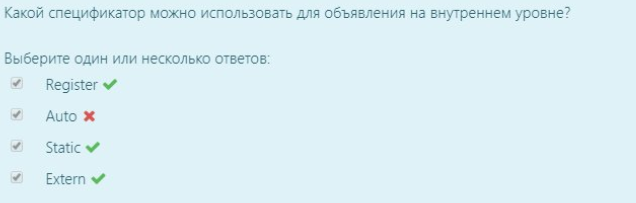 Какой спецификатор можно использовать для объявления на внутреннем уровне?
Выберите один или несколько ответов:
Register
Auto
Static
Extern